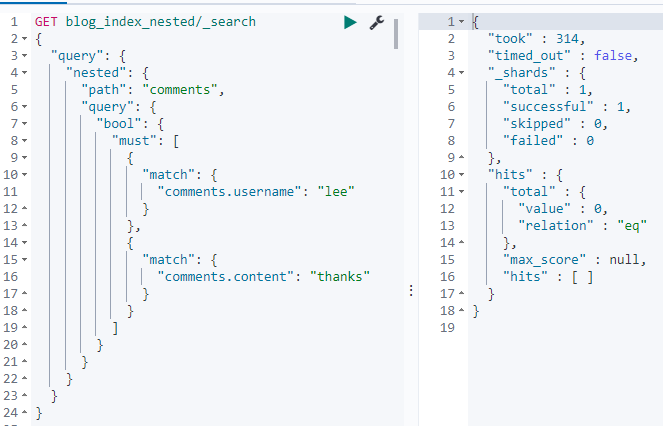 1 GET blog_index_nested/_search
2 {
3 "query": {
4 "nested": {
5 "path": "comments",
6 "query": {
7 "bool": {
8 "must": [
9 {
10 "match": {
11 "comments.username": "lee"
12 }
13 },
14 {
15 "match": {
16 "comments.content": "thanks"
17 }
18 }
19 ]
20 }
21 }
22 }
23 }
24 }
1 {
2 "took" : 314,
3 "timed_out" : false,
4 "_shards" : {
5 "total" : 1,
6 "successful" : 1,
7 "skipped" : 0,
8 "failed" : 0
9 },
10 "hits" : {
11 "total" : {
12 "value" : 0,
13 "relation" : "eq"
14 },
15 "max_score" : null,
16 "hits" : [ ]
17 }
18 }
19